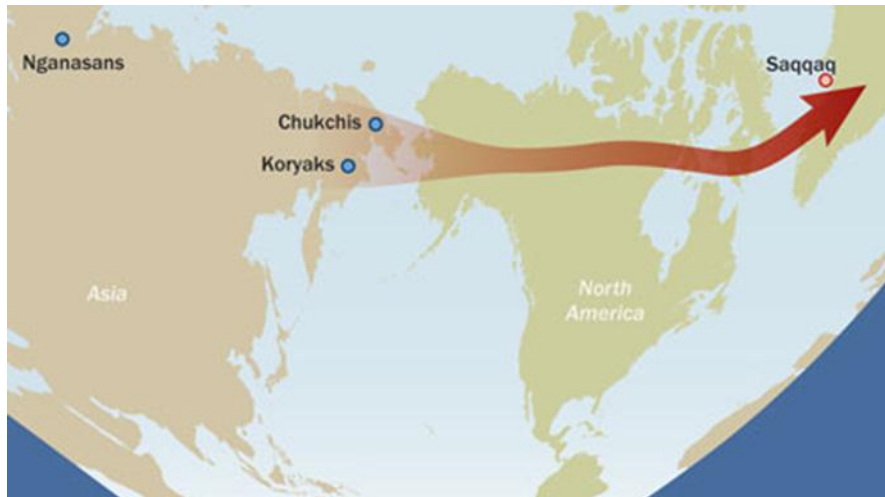 Nganasans
Saqqaq
Chukchis
Koryaks
Asia
North
America